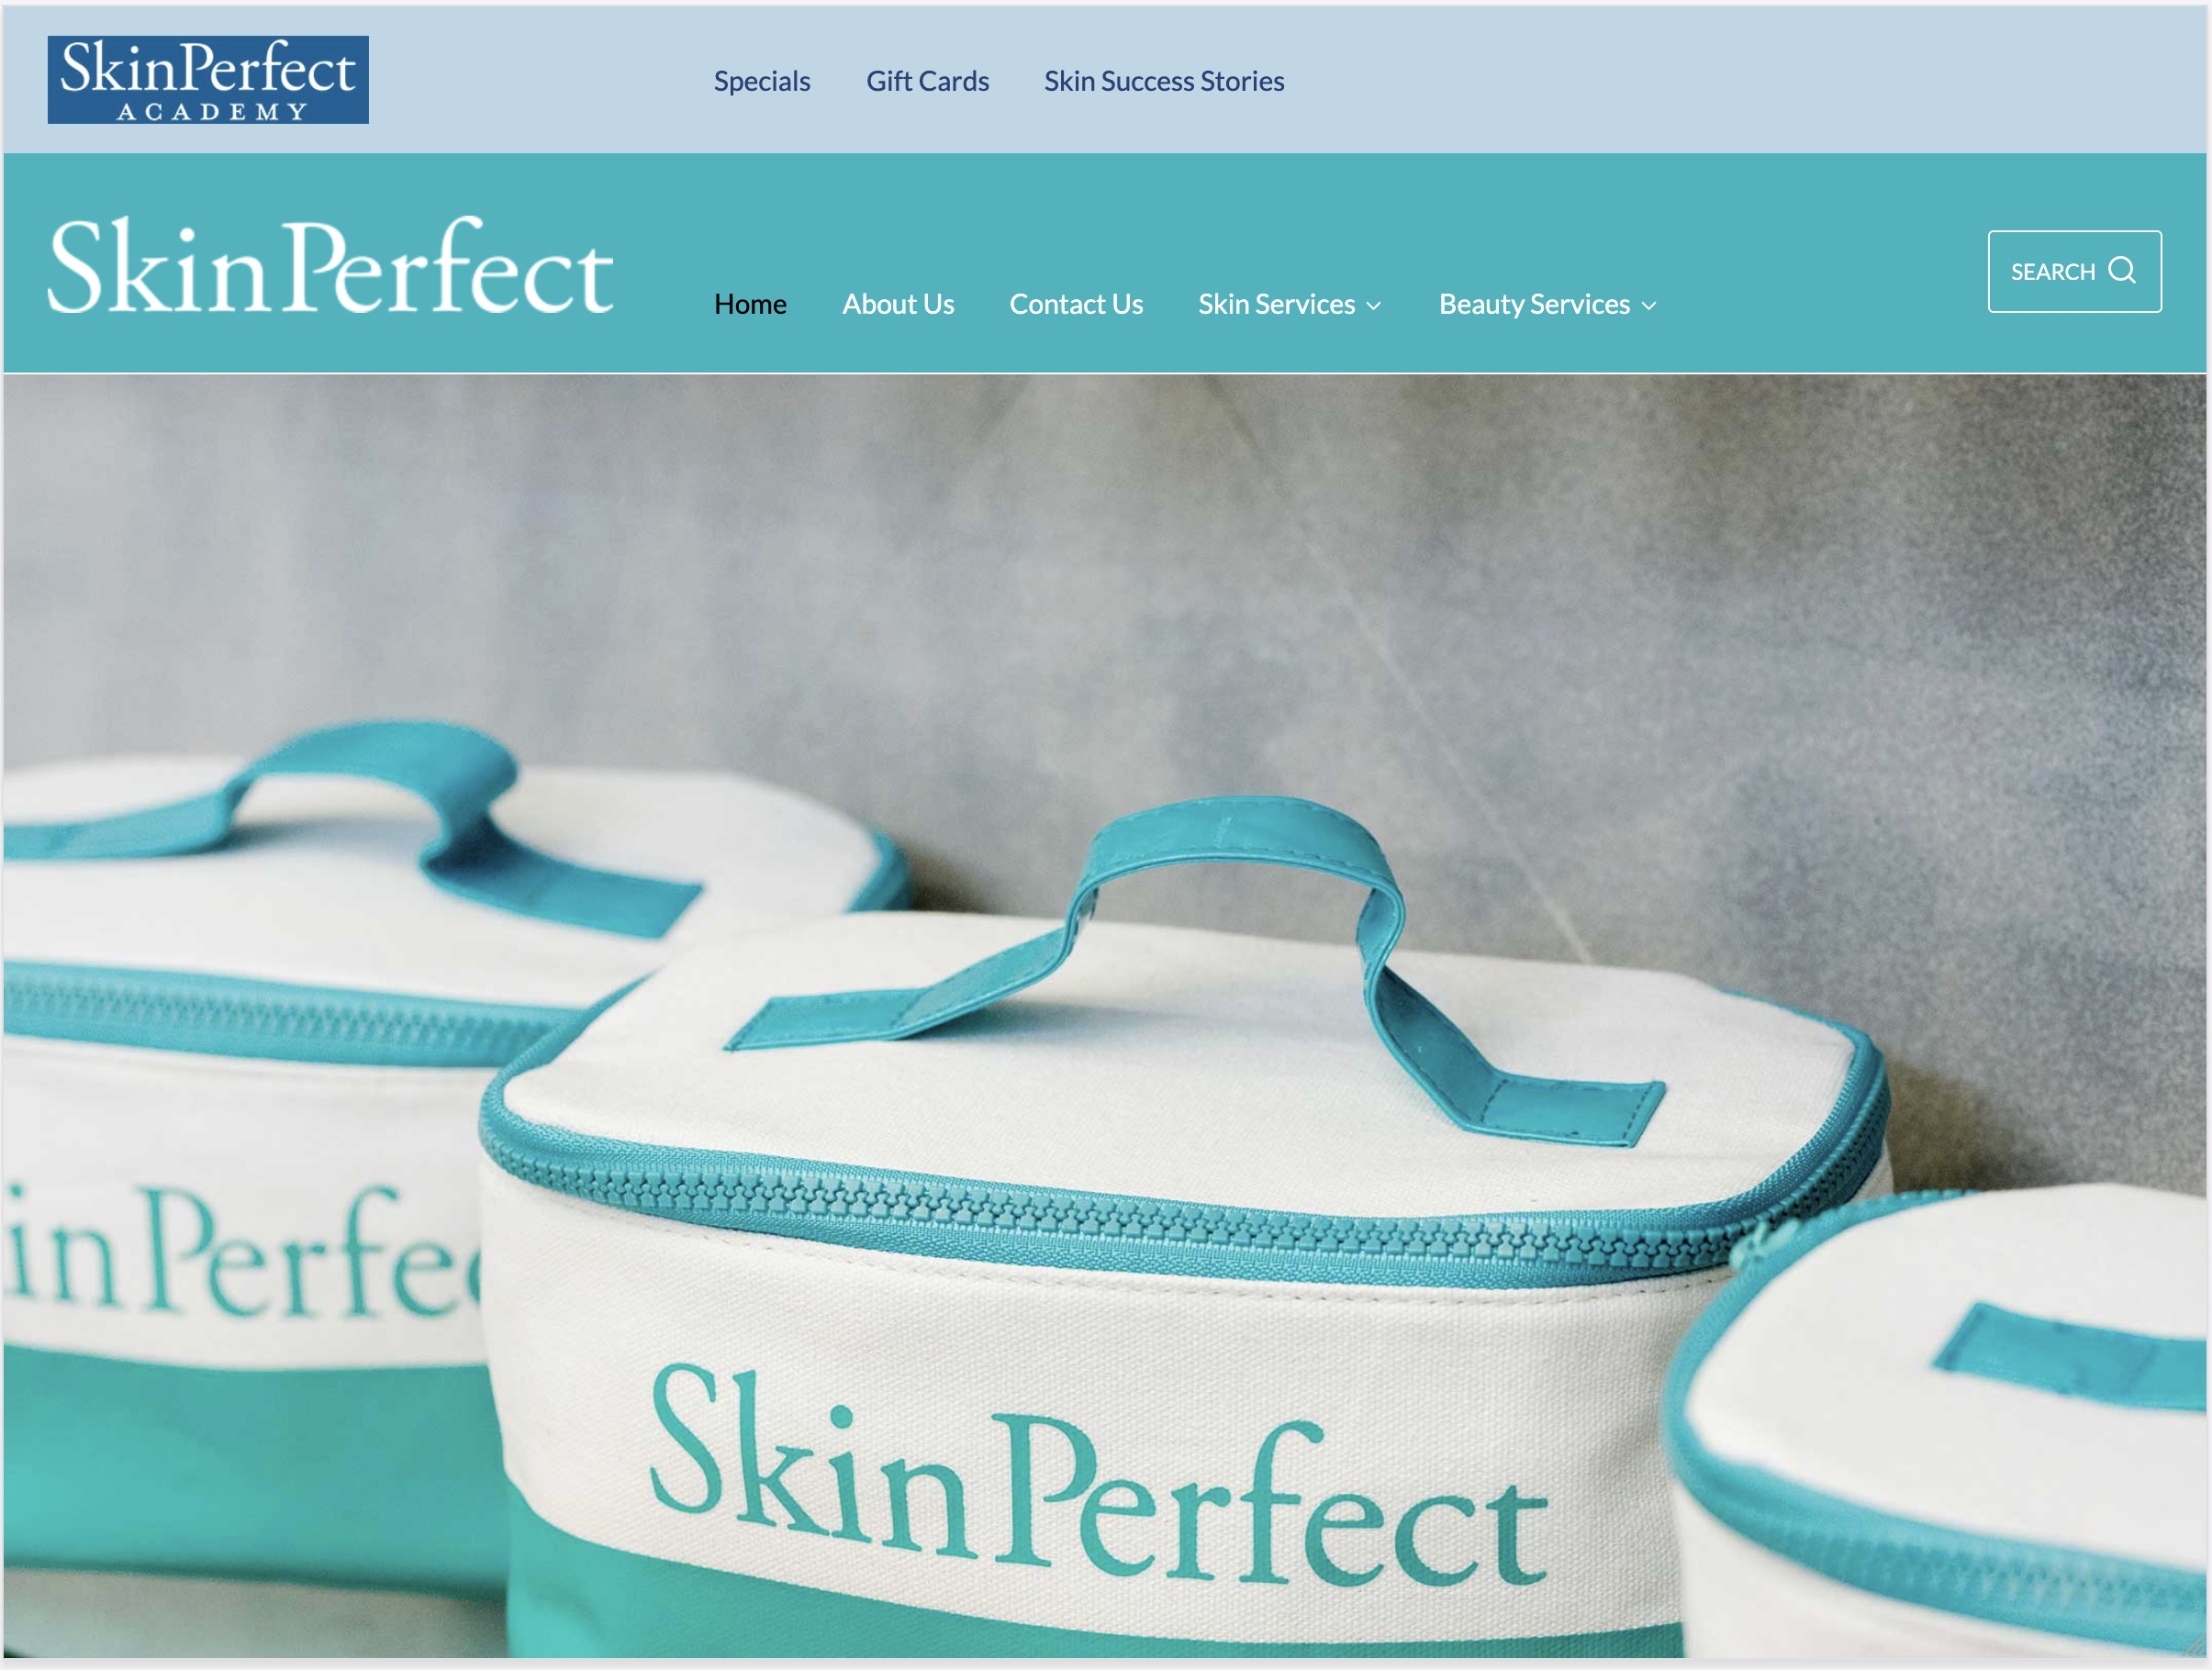 SkinPerfect
ACADEMY
Specials Gift Cards Skin Success Stories
SkinPerfect
Home About Us Contact Us Skin Services Beauty Services
SEARCH
inPerfec
SkinPerfect